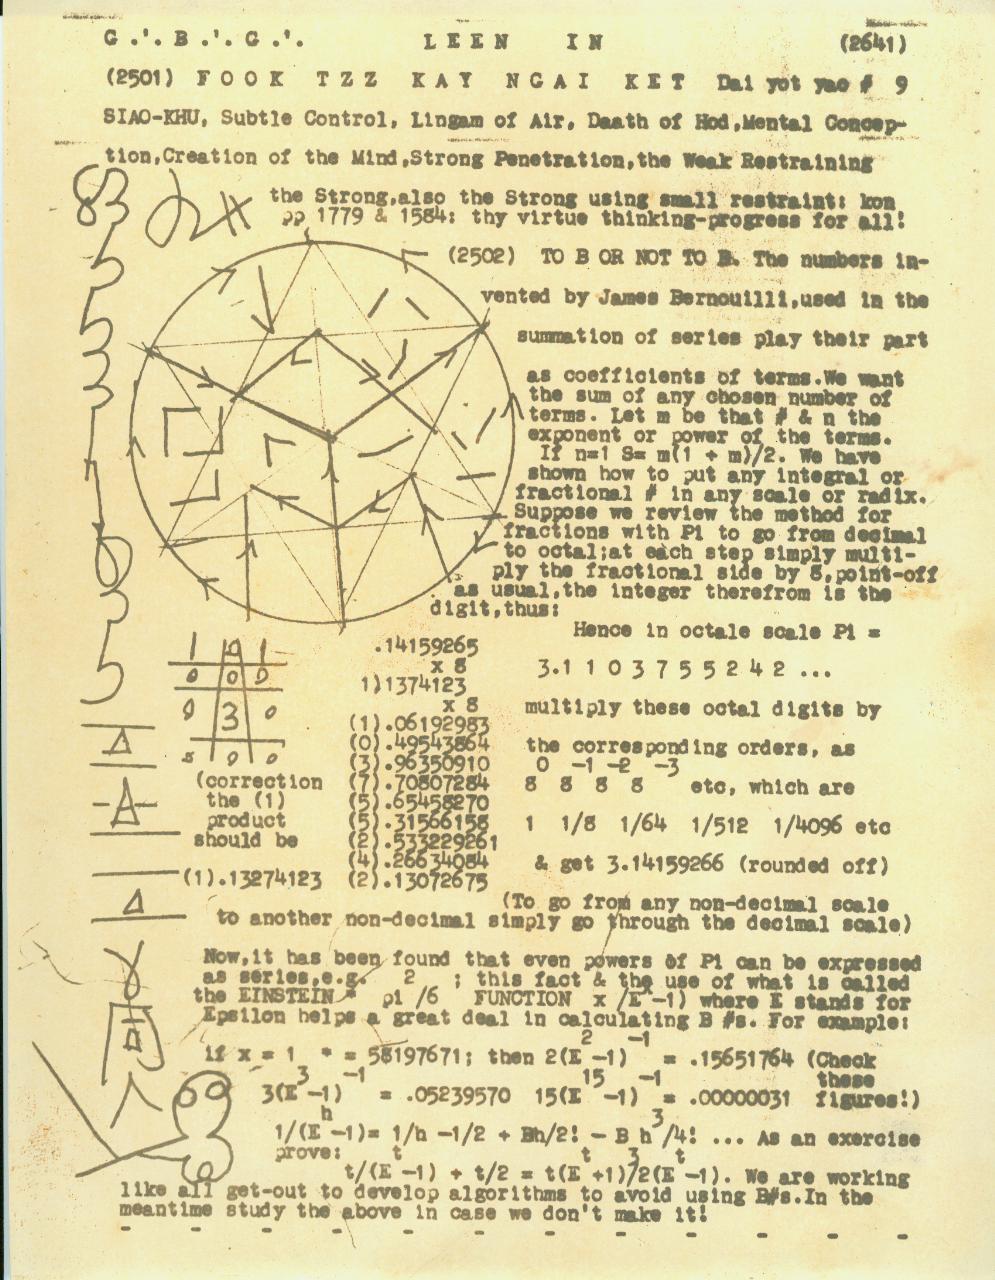 G.'.B.'.G.'. LEEN IN (2641)
(2501) FOOK TZZ KAY NGAI KET Dai yot yao # 9
SIAO-KHU, Subtle Control, Lingam of Air, Daath of Hod,Mental Concep-
tion,Creation of the Mind,Strong Penetration,the Weak Restraining
the Strong,also the Strong using small restraint: kon
pp 1779 & 1584: thy virtue thinking-progress for all!
(2502) TO B OR NOT TO B. The numbers in-
vented by James Bernouilli,used in the
summation of series play their part
as coefficients of terms.We want
the sum of any chosen number of
terms. Let m be that # & n the
exponent or power of the terms.
If n=1 S= m(1 + m)/2. We have
shown how to put any integral or
fractional # in any scale or radix.
Suppose we review the method for
fractions with Pi to go from decimal
to octal;at each step simply multi-
ply the fractional side by 8,point-off
as usual,the integer therefrom is the
digit,thus:
Hence in octale scale Pi =
.14159265
x 8
3.1 1 0 3 7 5 5 2 4 2 ...
1)1374123
x 8
multiply these octal digits by
(1).06192983
(0).49543864
the corresponding orders, as
(3).96350910
0 -1 -2 -3
(7).70807284
8 8 8 8 etc, which are
(5).65458270
(5).31566158
1 1/8 1/64 1/512 1/4096 etc
(2).533229261
(4).26634084
& get 3.14159266 (rounded off)
(2).13072675
1 0 1
0 0 0
0 3 0
0 0
(correction
the (1)
product
should be
(1).13274123
(To go from any non-decimal scale
to another non-decimal simply go through the decimal scale)
Now,it has been found that even powers of Pi can be expressed
as series,e.g. 2 ; this fact & the use of what is called
the EINSTEIN * pi /6 FUNCTION x /E -1) where E stands for
Epsilon helps a great deal in calculating B #s. For example:
2 -1
if x = 1 * = 58197671; then 2(E -1) = .15651764 (Check
3 -1 15 -1 these
3(E -1) = .05239570 15(E -1) = .00000031 figures!)
h 3
1/(E -1)= 1/h -1/2 + Bh/2! - B h /4! ... As an exercise
prove: t t 3 t
t/(E -1) + t/2 = t(E +1)/2(E -1). We are working
like all get-out to develop algorithms to avoid using B#s.In the
meantime study the above in case we don't make it!